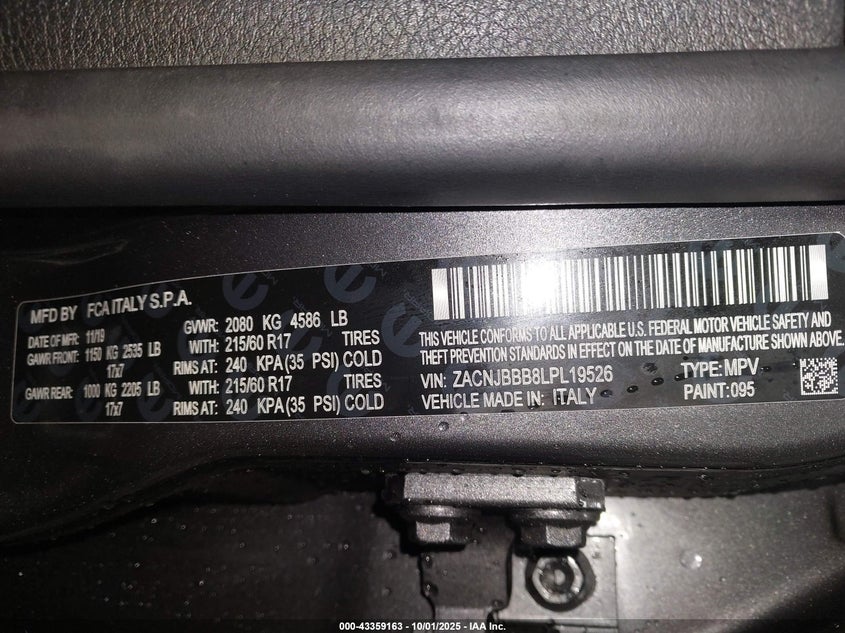 MFD BY FCA ITALY S.P.A.
DATE OF MFR: 11/19 GVWR: 2080 KG 4586 LB
GAWR FRONT: 1150 KG 2535 LB WITH: 215/60 R17 TIRES
17x7 RIMS AT: 240 KPA(35 PSI) COLD
GAWR REAR: 1000 KG 2205 LB WITH: 215/60 R17 TIRES
17x7 RIMS AT: 240 KPA(35 PSI) COLD
THIS VEHICLE CONFORMS TO ALL APPLICABLE U.S. FEDERAL MOTOR VEHICLE SAFETY AND
THEFT PREVENTION STANDARDS IN EFFECT ON THE DATE OF MANUFACTURE SHOWN ABOVE.
VIN: ZACNJBBB8LPL19526 TYPE: MPV
VEHICLE MADE IN: ITALY PAINT: 095
000-43359163 - 10/01/2025 - IAA Inc.